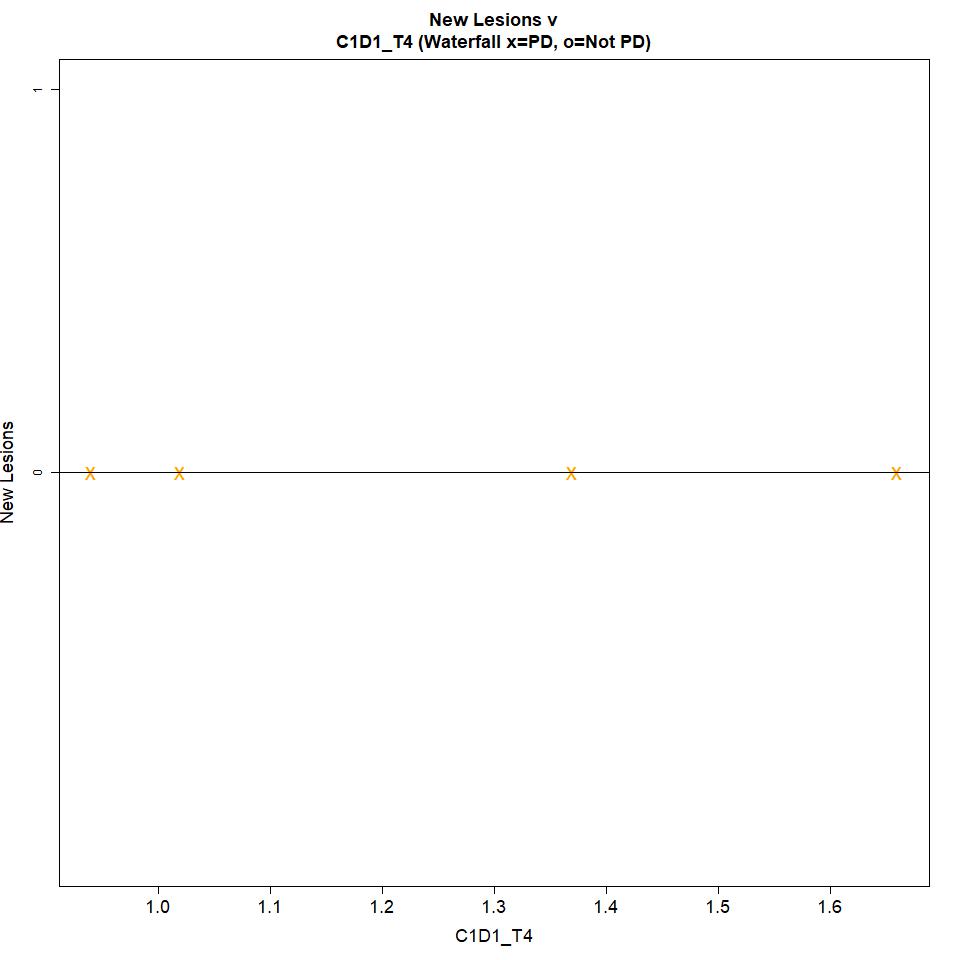 New Lesions v
C1D1_T4 (Waterfall x=PD, o=Not PD)
1
0
New Lesions
x x x x
1.0 1.1 1.2 1.3 1.4 1.5 1.6
C1D1_T4